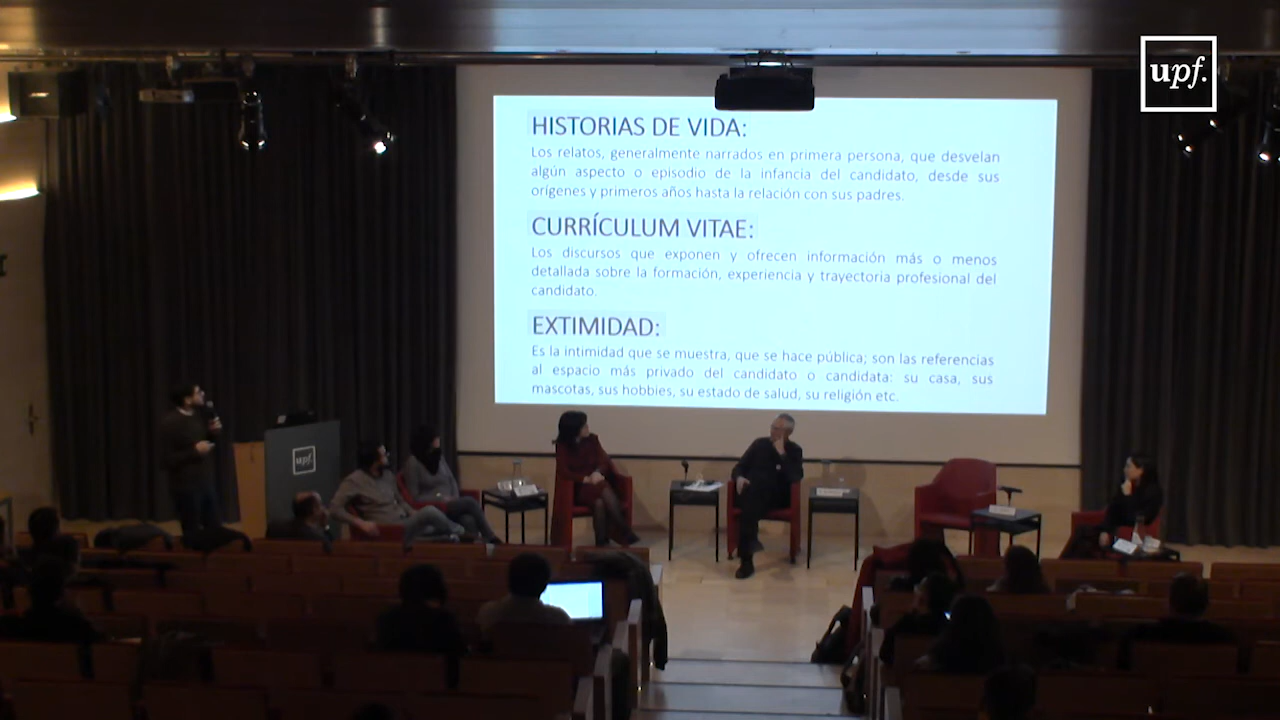 upf.
HISTORIAS DE VIDA:
Los relatos, generalmente narrados en primera persona, que desvelan
algún aspecto o episodio de la infancia del candidato, desde sus
orígenes y primeros años hasta la relación con sus padres.
CURRÍCULUM VITAE:
Los discursos que exponen y ofrecen información más o menos
detallada sobre la formación, experiencia y trayectoria profesional del
candidato.
EXTIMIDAD:
Es la intimidad que se muestra, que se hace pública; son las referencias
al espacio más privado del candidato o candidata: su casa, sus
mascotas, sus hobbies, su estado de salud, su religión etc.
upf.